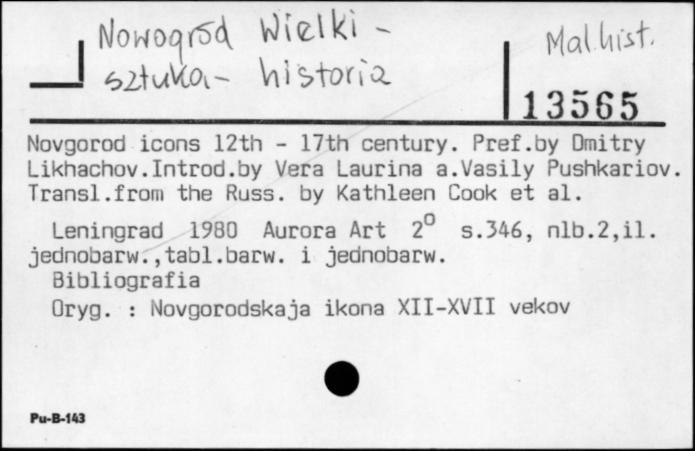 Nowogród Wielki -
sztuka - historia
Mal.hist.
13565
Novgorod icons 12th - 17th century. Pref.by Dmitry
Likhachov.Introd.by Vera Laurina a.Vasily Pushkariov.
Transl.from the Russ. by Kathleen Cook et al.
Leningrad 1980 Aurora Art 2º s.346, nlb.2,il.
jednobarw.,tabl.barw. i jednobarw.
Bibliografia
Oryg. : Novgorodskaja ikona XII-XVII vekov
Pu-B-143